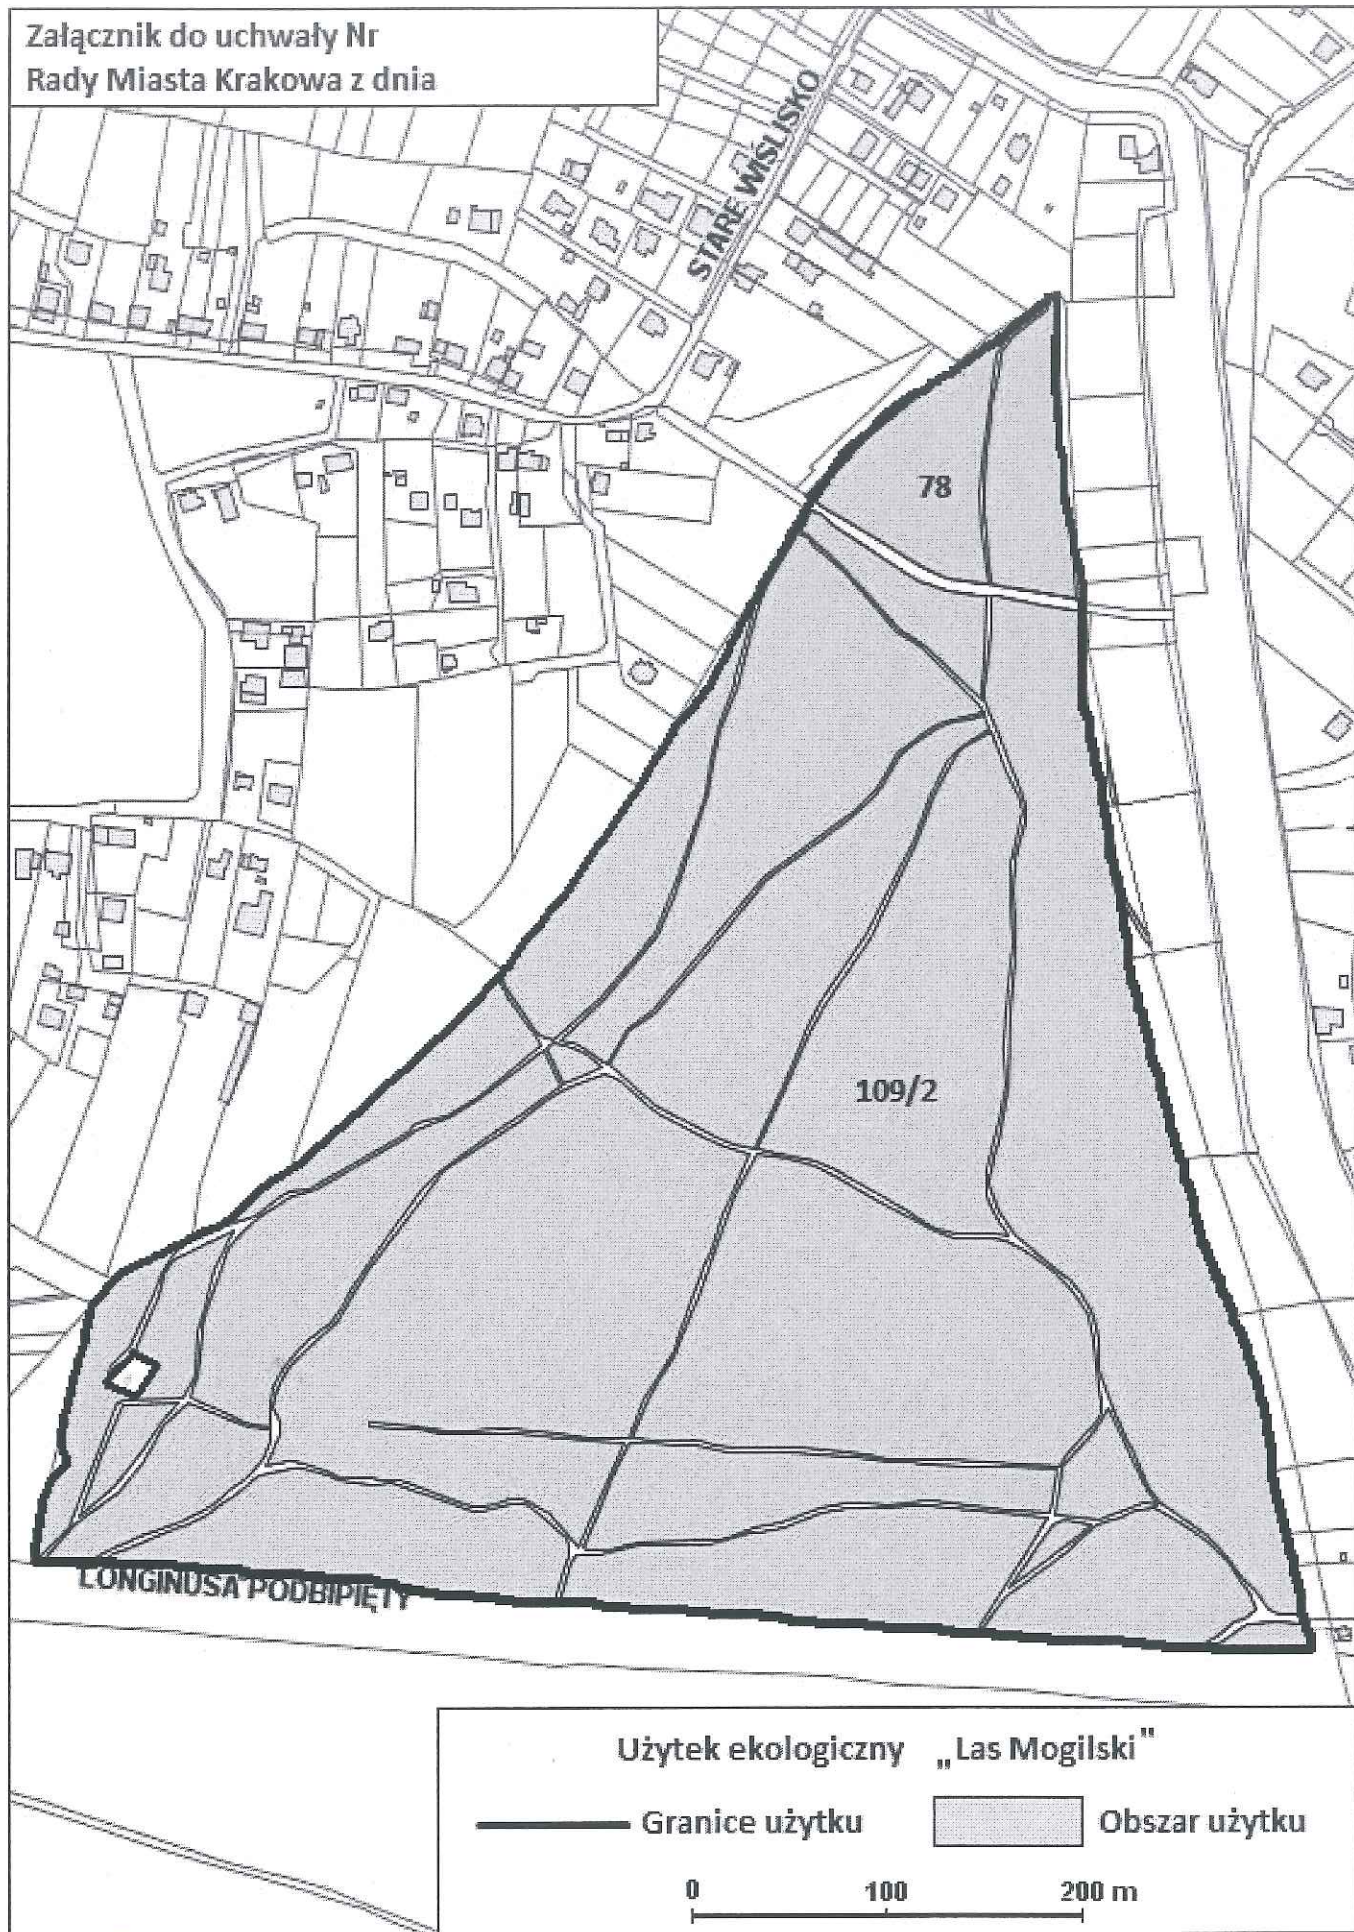 Załącznik do uchwały Nr
Rady Miasta Krakowa z dnia
STARE WIŚLISKO
78
109/2
LONGINUSA PODBIPIĘTY
Użytek ekologiczny „Las Mogilski"
Granice użytku
Obszar użytku
0 100 200 m